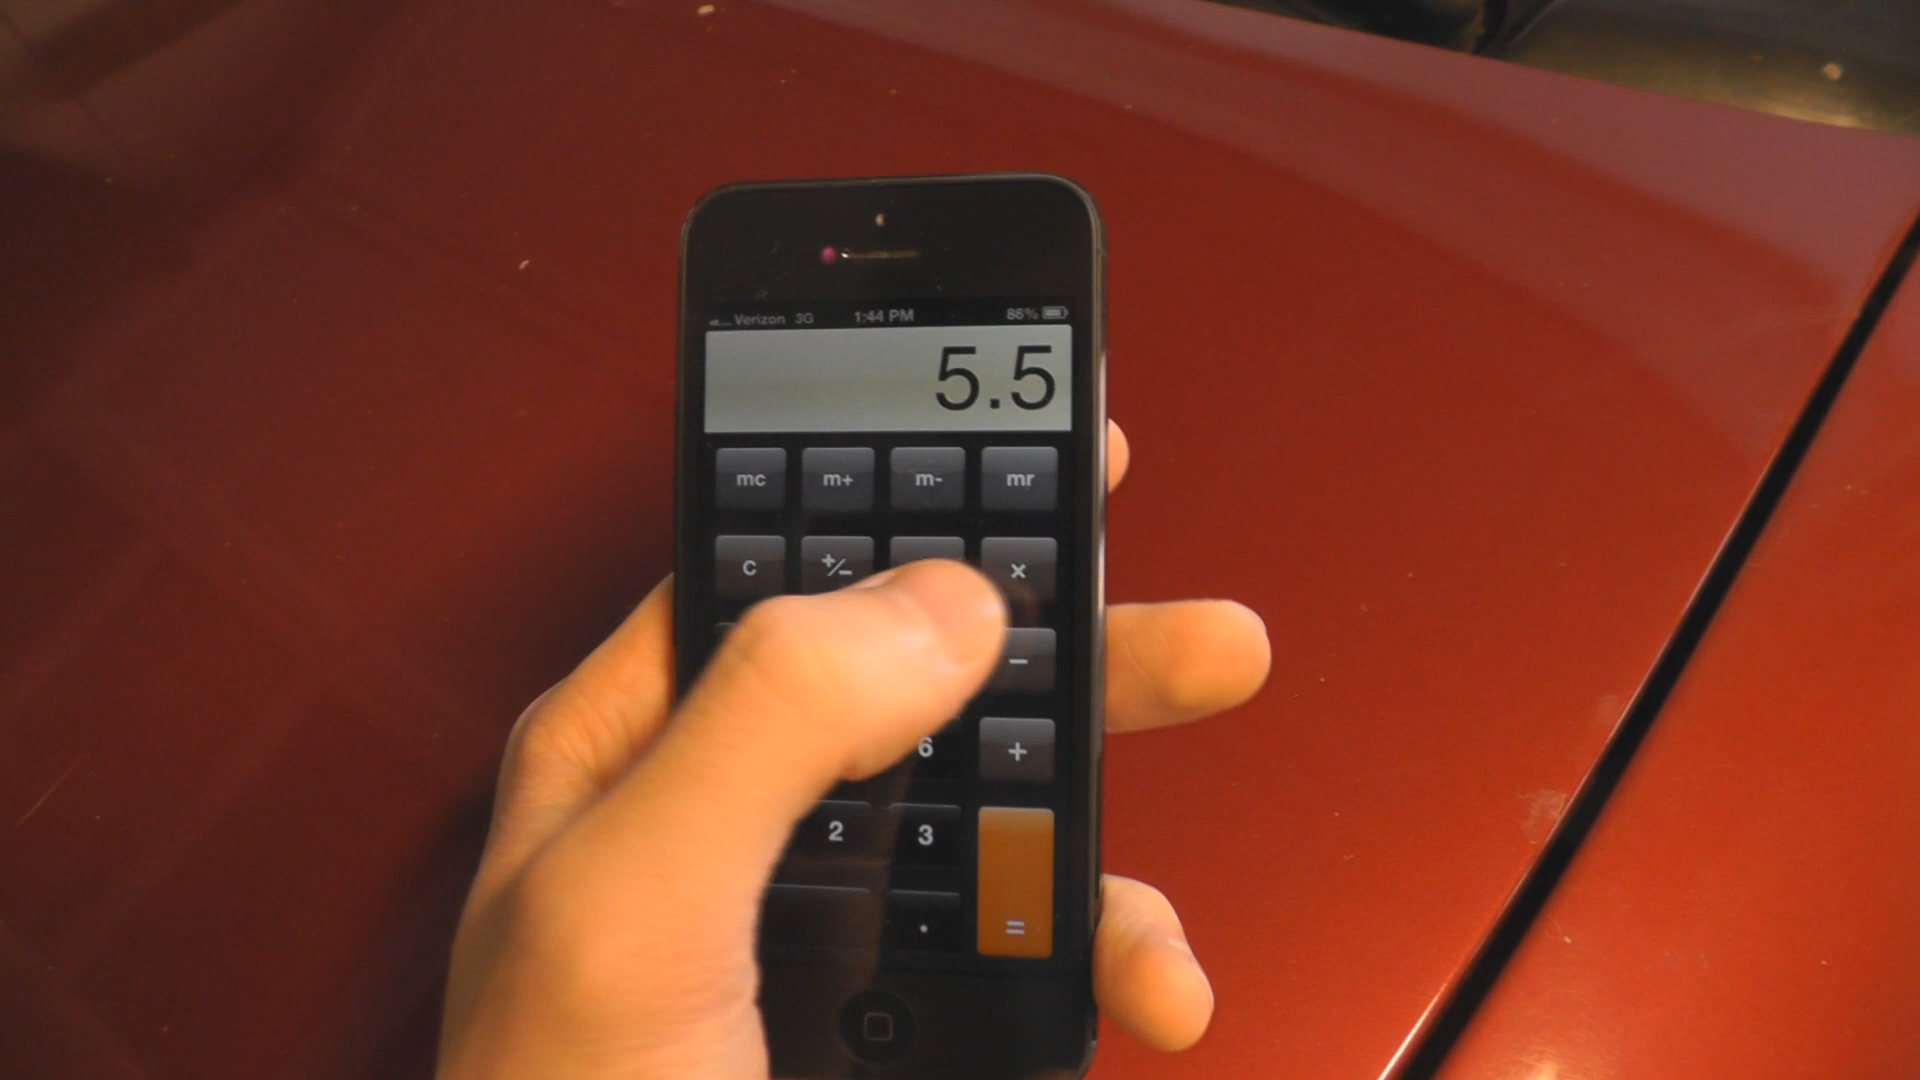 Verizon 3G 1:44 PM 86%
5.5
mc m+ m- mr
c +/- ×
−
6 +
2 3
. =